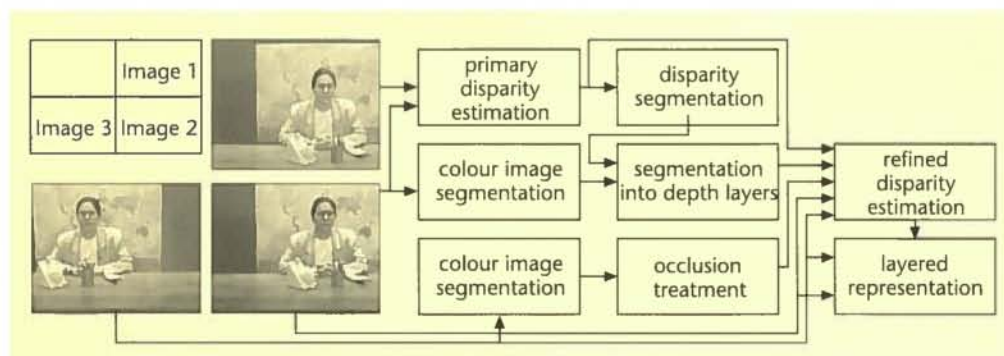 Image 1
Image 3
Image 2
primary
disparity
estimation
disparity
segmentation
colour image
segmentation
segmentation
into depth layers
refined
disparity
estimation
colour image
segmentation
occlusion
treatment
layered
representation